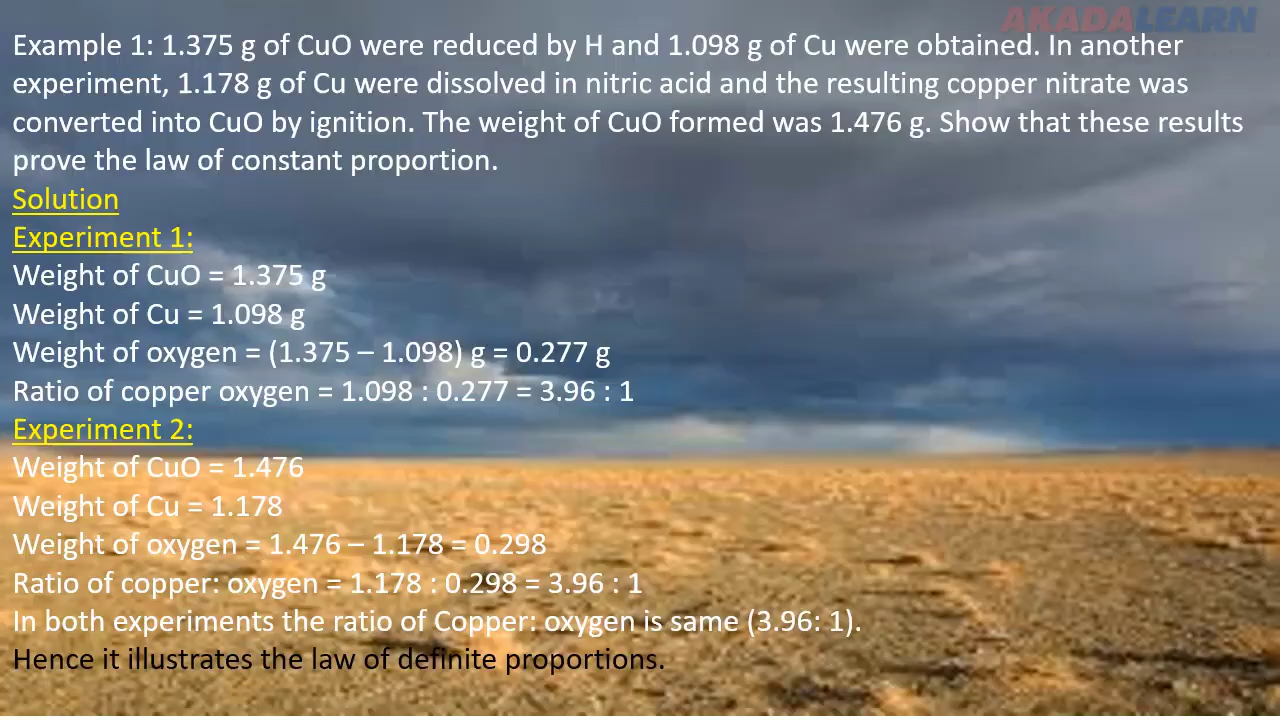 AKADALEARN
Example 1: 1.375 g of CuO were reduced by H and 1.098 g of Cu were obtained. In another
experiment, 1.178 g of Cu were dissolved in nitric acid and the resulting copper nitrate was
converted into CuO by ignition. The weight of CuO formed was 1.476 g. Show that these results
prove the law of constant proportion.
Solution
Experiment 1:
Weight of CuO = 1.375 g
Weight of Cu = 1.098 g
Weight of oxygen = (1.375 – 1.098) g = 0.277 g
Ratio of copper oxygen = 1.098 : 0.277 = 3.96 : 1
Experiment 2:
Weight of CuO = 1.476
Weight of Cu = 1.178
Weight of oxygen = 1.476 – 1.178 = 0.298
Ratio of copper: oxygen = 1.178 : 0.298 = 3.96 : 1
In both experiments the ratio of Copper: oxygen is same (3.96: 1).
Hence it illustrates the law of definite proportions.